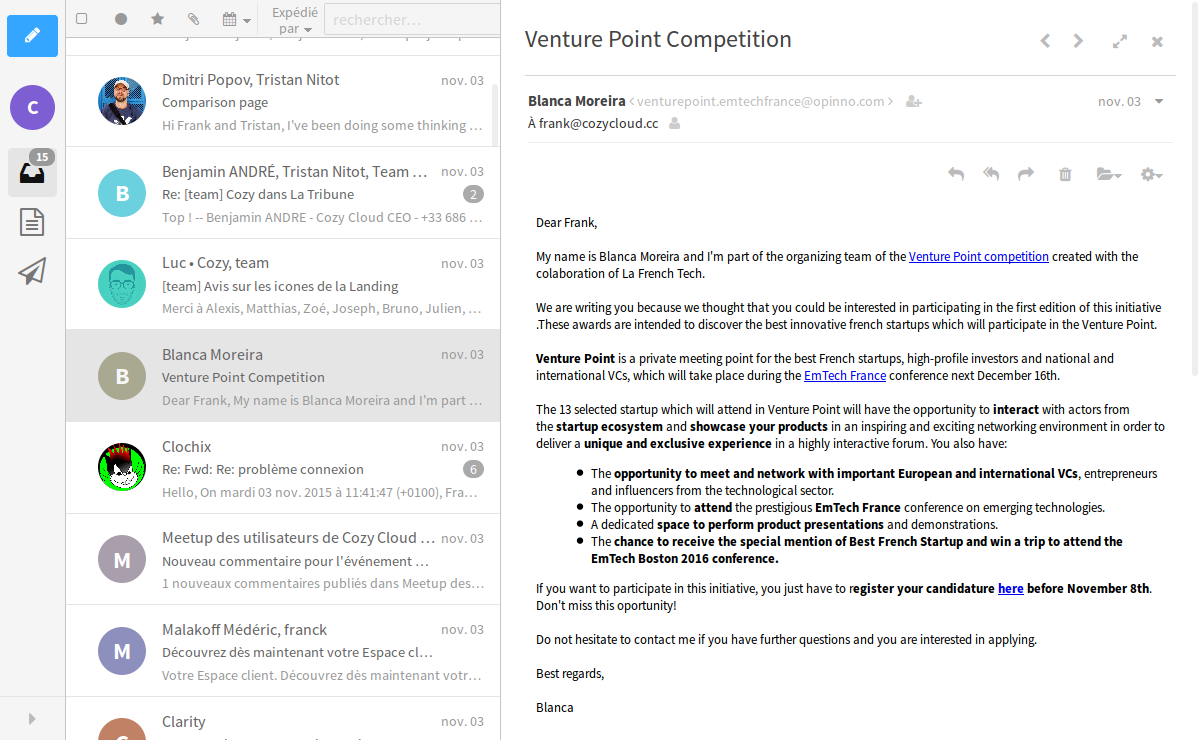 C
15
Expédié
par
rechercher…
Dmitri Popov, Tristan Nitot
nov. 03
Comparison page
Hi Frank and Tristan, I've been doing some thinking …
B
Benjamin ANDRÉ, Tristan Nitot, Team …
nov. 03
Re: [team] Cozy dans La Tribune
2
Top ! -- Benjamin ANDRE - Cozy Cloud CEO - +33 686 …
Luc • Cozy, team
nov. 03
[team] Avis sur les icones de la Landing
Merci à Alexis, Matthias, Zoé, Joseph, Bruno, Julien, …
B
Blanca Moreira
nov. 03
Venture Point Competition
Dear Frank, My name is Blanca Moreira and I'm part …
Clochix
nov. 03
Re: Fwd: Re: problème connexion
6
Hello, On mardi 03 nov. 2015 à 11:41:47 (+0100), Fra…
M
Meetup des utilisateurs de Cozy Cloud …
nov. 03
Nouveau commentaire pour l'événement …
1 nouveaux commentaires publiés dans Meetup des…
M
Malakoff Médéric, franck
nov. 03
Découvrez dès maintenant votre Espace cl…
Votre Espace client. Découvrez dès maintenant votr…
C
Clarity
nov. 03
Venture Point Competition
Blanca Moreira < venturepoint.emtechfrance@opinno.com >
nov. 03
À frank@cozycloud.cc
Dear Frank,
My name is Blanca Moreira and I'm part of the organizing team of the Venture Point competition created with the
colaboration of La French Tech.
We are writing you because we thought that you could be interested in participating in the first edition of this initiative
.These awards are intended to discover the best innovative french startups which will participate in the Venture Point.
Venture Point is a private meeting point for the best French startups, high-profile investors and national and
international VCs, which will take place during the EmTech France conference next December 16th.
The 13 selected startup which will attend in Venture Point will have the opportunity to interact with actors from
the startup ecosystem and showcase your products in an inspiring and exciting networking environment in order to
deliver a unique and exclusive experience in a highly interactive forum. You also have:
● The opportunity to meet and network with important European and international VCs, entrepreneurs
and influencers from the technological sector.
● The opportunity to attend the prestigious EmTech France conference on emerging technologies.
● A dedicated space to perform product presentations and demonstrations.
● The chance to receive the special mention of Best French Startup and win a trip to attend the
EmTech Boston 2016 conference.
If you want to participate in this initiative, you just have to register your candidature here before November 8th.
Don't miss this oportunity!
Do not hesitate to contact me if you have further questions and you are interested in applying.
Best regards,
Blanca